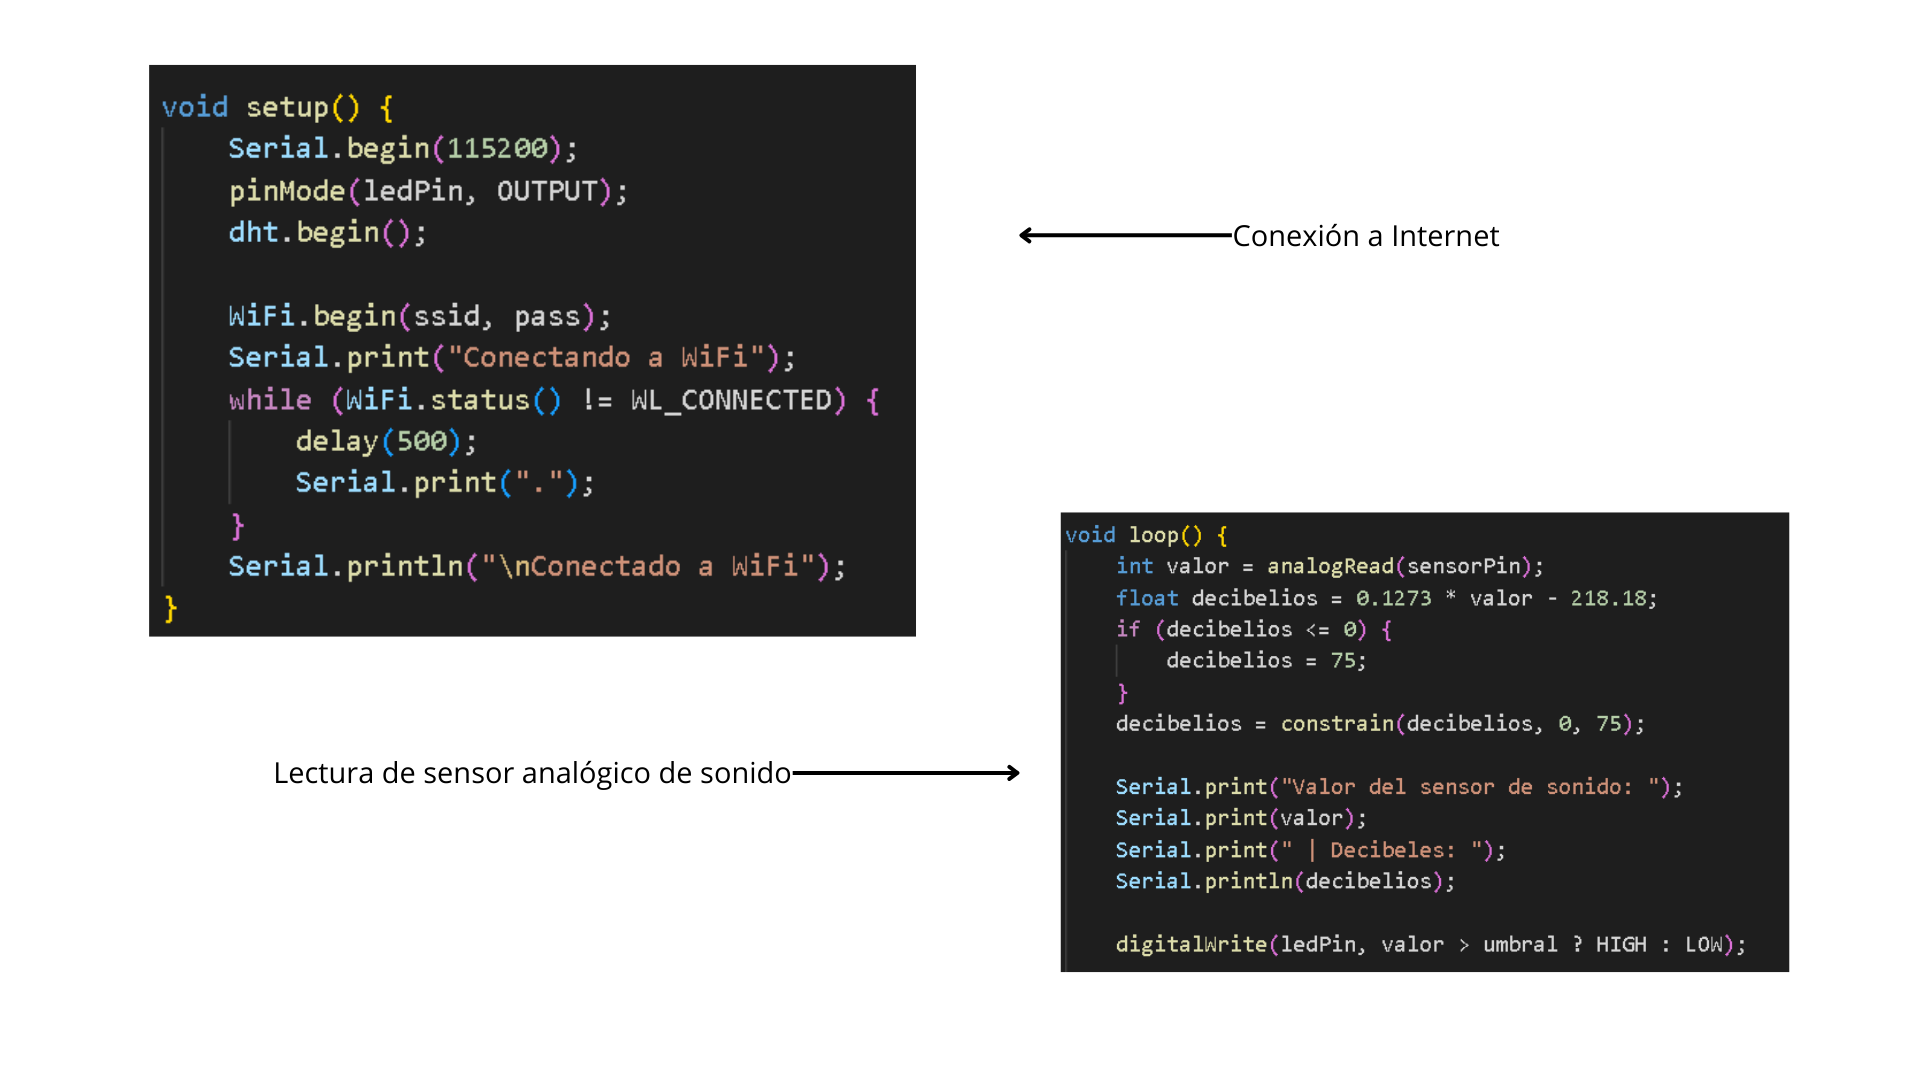 void setup() {
    Serial.begin(115200);
    pinMode(ledPin, OUTPUT);
    dht.begin();

    WiFi.begin(ssid, pass);
    Serial.print("Conectando a WiFi");
    while (WiFi.status() != WL_CONNECTED) {
        delay(500);
        Serial.print(".");
    }
    Serial.println("\nConectado a WiFi");
}
Conexión a Internet
Lectura de sensor analógico de sonido
void loop() {
    int valor = analogRead(sensorPin);
    float decibelios = 0.1273 * valor - 218.18;
    if (decibelios <= 0) {
        decibelios = 75;
    }
    decibelios = constrain(decibelios, 0, 75);

    Serial.print("Valor del sensor de sonido: ");
    Serial.print(valor);
    Serial.print(" | Decibeles: ");
    Serial.println(decibelios);

    digitalWrite(ledPin, valor > umbral ? HIGH : LOW);